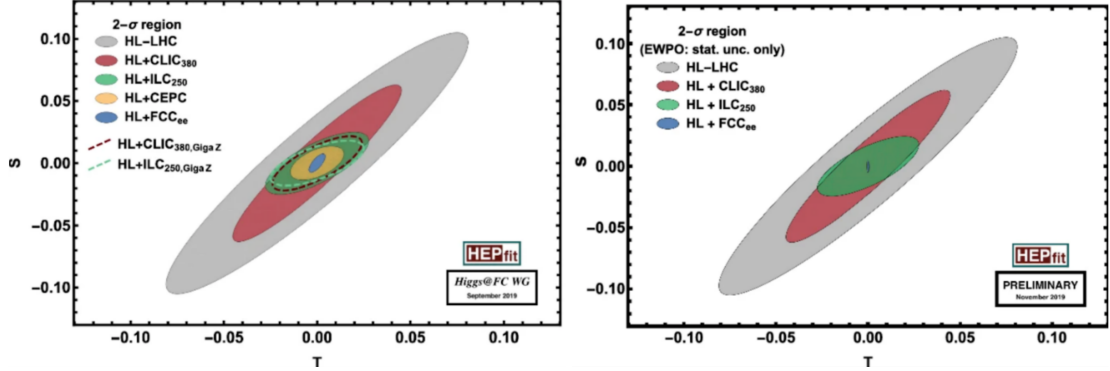 2−σ region
HL−LHC
HL+CLIC₃₈₀
HL+ILC₂₅₀
HL+CEPC
HL+FCCₑₑ
HL+CLIC₃₈₀,GigaZ
HL+ILC₂₅₀,GigaZ
0.10
0.05
0.00
−0.05
−0.10
S
HEPfit
Higgs@FC WG
September 2019
−0.10 −0.05 0.00 0.05 0.10
T
2−σ region
(EWPO: stat. unc. only)
HL−LHC
HL + CLIC₃₈₀
HL + ILC₂₅₀
HL + FCCₑₑ
0.10
0.05
0.00
−0.05
−0.10
S
HEPfit
PRELIMINARY
November 2019
−0.10 −0.05 0.00 0.05 0.10
T